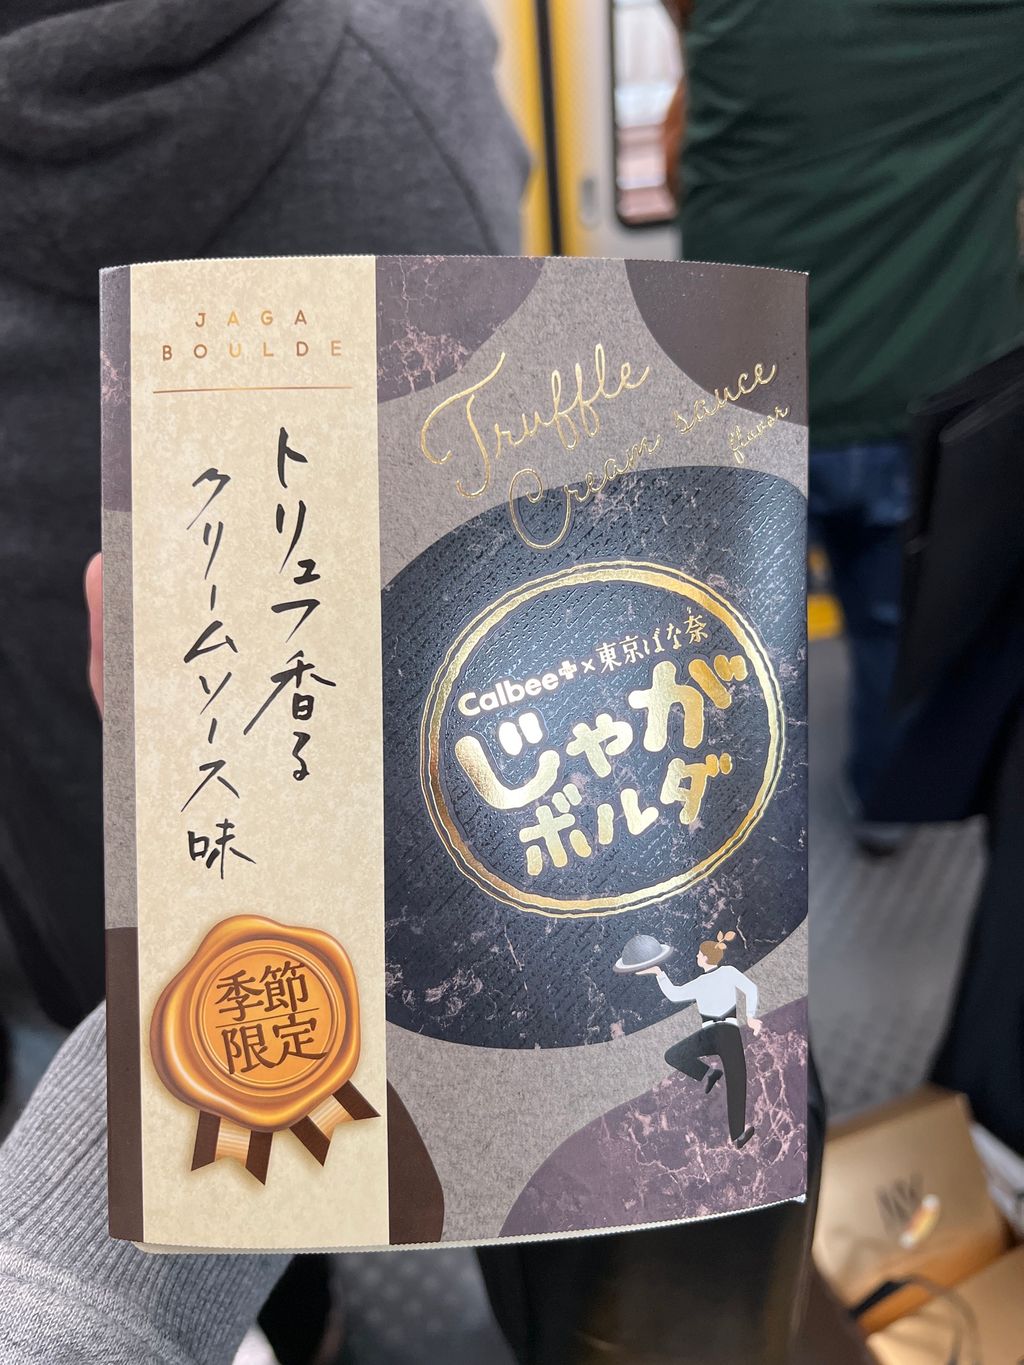 JAGA
BOULDE
トリュフ香る
クリームソース味
季節
限定
Truffle
Cream sauce
flavor
Calbee+ × 東京ばな奈
じゃが
ボルダ